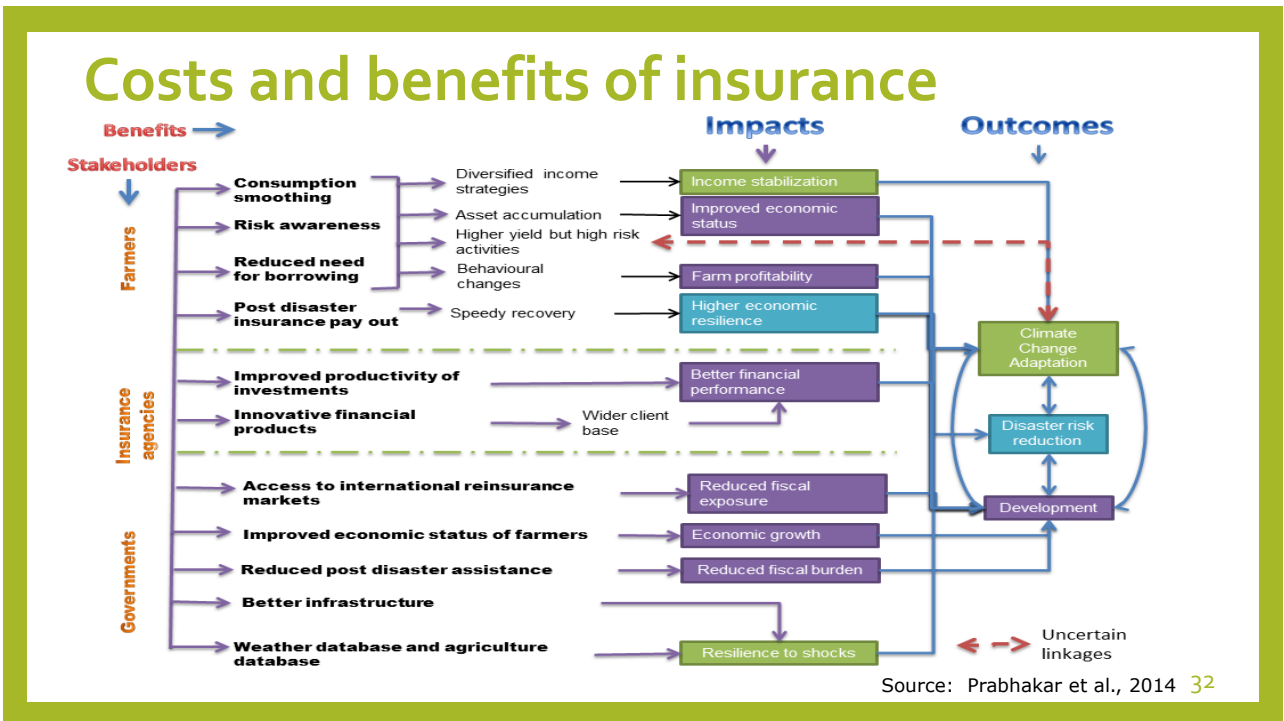 Costs and benefits of insurance
Benefits
Impacts
Outcomes
Stakeholders
Farmers
Consumption
smoothing
Risk awareness
Reduced need
for borrowing
Post disaster
insurance pay out
Diversified income
strategies
Asset accumulation
Higher yield but high risk
activities
Behavioural
changes
Speedy recovery
Income stabilization
Improved economic
status
Farm profitability
Higher economic
resilience
Insurance
agencies
Improved productivity of
investments
Innovative financial
products
Wider client
base
Better financial
performance
Governments
Access to international reinsurance
markets
Improved economic status of farmers
Reduced post disaster assistance
Better infrastructure
Weather database and agriculture
database
Reduced fiscal
exposure
Economic growth
Reduced fiscal burden
Resilience to shocks
Climate
Change
Adaptation
Disaster risk
reduction
Development
Uncertain
linkages
Source: Prabhakar et al., 2014
32